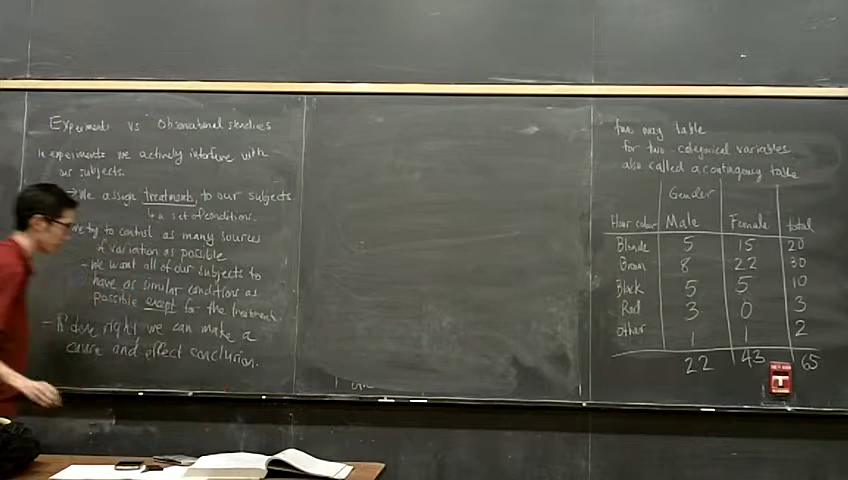 Experiments vs Observational studies
In experiments we actively interfere with
our subjects.
→ We assign treatments, to our subjects
↳ a set of conditions.
We try to control as many sources
of variation as possible
- We want all of our subjects to
have as similar conditions as
possible except for the treatment.
- If done right we can make a
cause and effect conclusion.
two way table
for two categorical variables
also called a contingency table
Gender
Hair color Male Female total
Blonde 5 15 20
Brown 8 22 30
Black 5 5 10
Red 3 0 3
Other 1 1 2
22 43 65